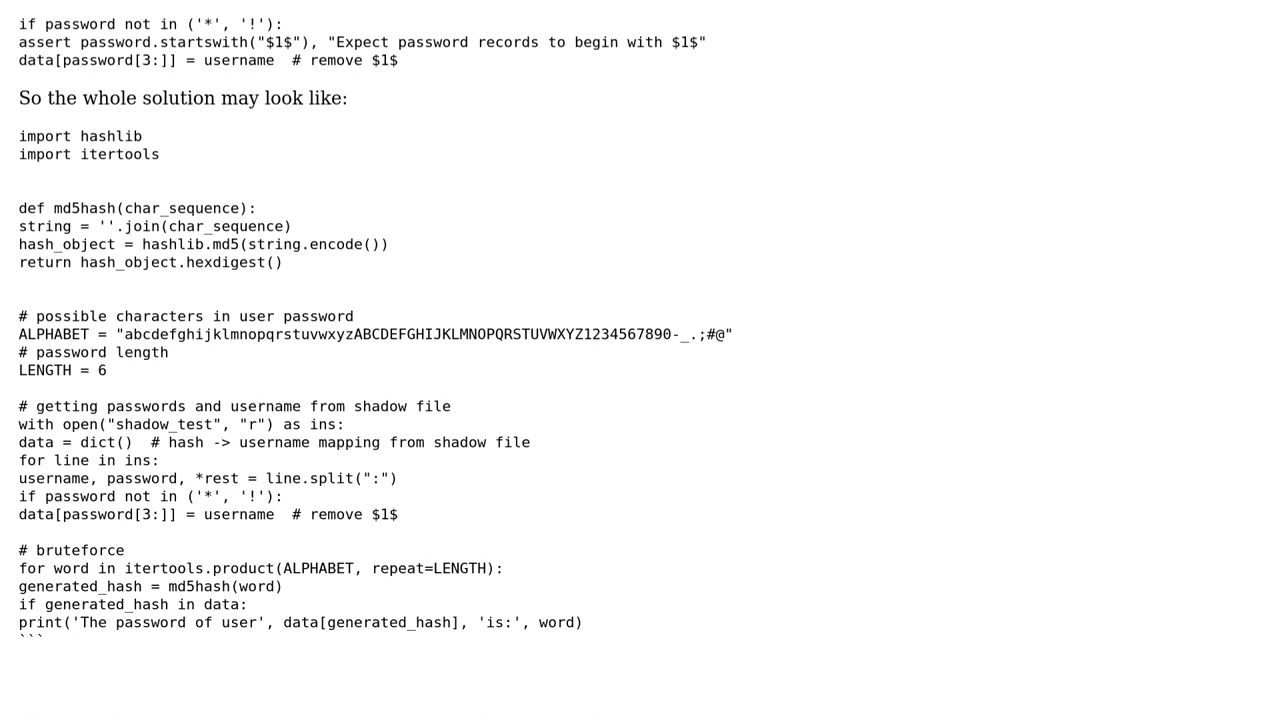 if password not in ('*', '!'):
assert password.startswith("$1$"), "Expect password records to begin with $1$"
data[password[3:]] = username  # remove $1$
So the whole solution may look like:
import hashlib
import itertools
def md5hash(char_sequence):
string = ''.join(char_sequence)
hash_object = hashlib.md5(string.encode())
return hash_object.hexdigest()
# possible characters in user password
ALPHABET = "abcdefghijklmnopqrstuvwxyzABCDEFGHIJKLMNOPQRSTUVWXYZ1234567890-_.;#@"
# password length
LENGTH = 6
# getting passwords and username from shadow file
with open("shadow_test", "r") as ins:
data = dict()  # hash -> username mapping from shadow file
for line in ins:
username, password, *rest = line.split(":")
if password not in ('*', '!'):
data[password[3:]] = username  # remove $1$
# bruteforce
for word in itertools.product(ALPHABET, repeat=LENGTH):
generated_hash = md5hash(word)
if generated_hash in data:
print('The password of user', data[generated_hash], 'is:', word)
```